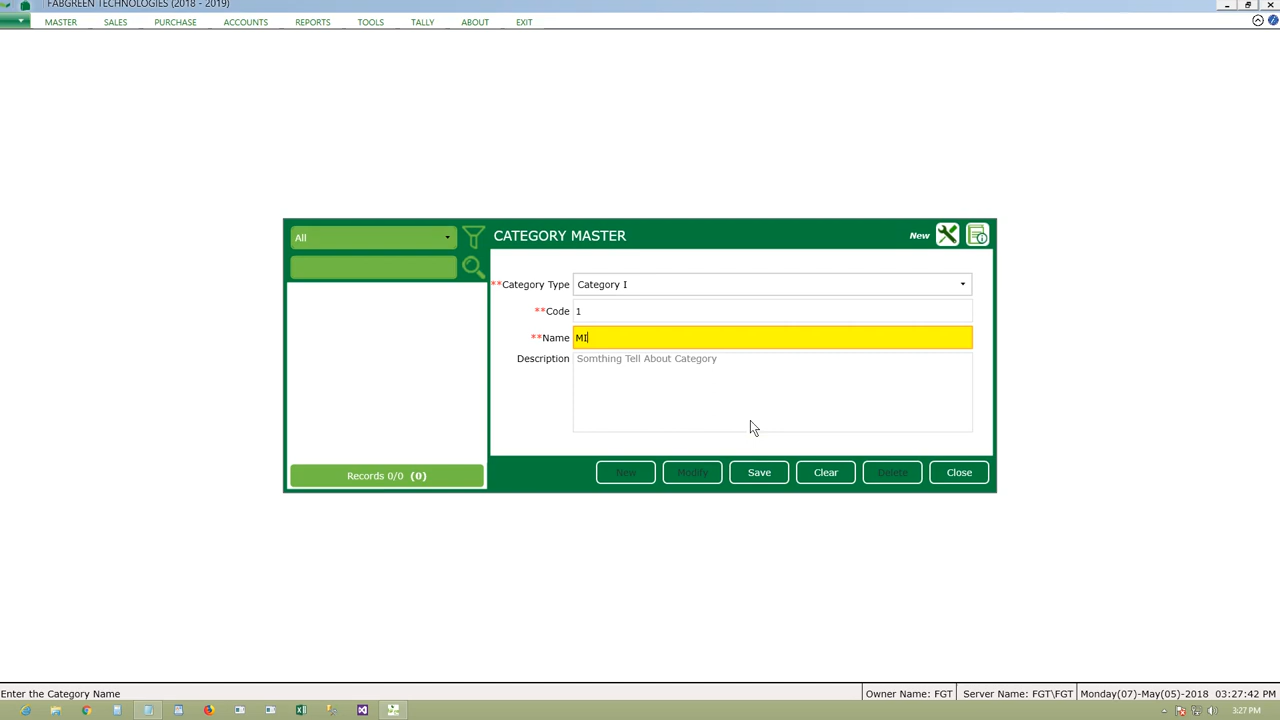 FABGREEN TECHNOLOGIES (2018 - 2019)
MASTER SALES PURCHASE ACCOUNTS REPORTS TOOLS TALLY ABOUT EXIT
All
CATEGORY MASTER
New
**Category Type Category I
**Code 1
**Name MI
Description Somthing Tell About Category
Records 0/0 (0)
New Modify Save Clear Delete Close
Enter the Category Name
Owner Name: FGT Server Name: FGT\FGT Monday(07)-May(05)-2018 03:27:42 PM
3:27 PM